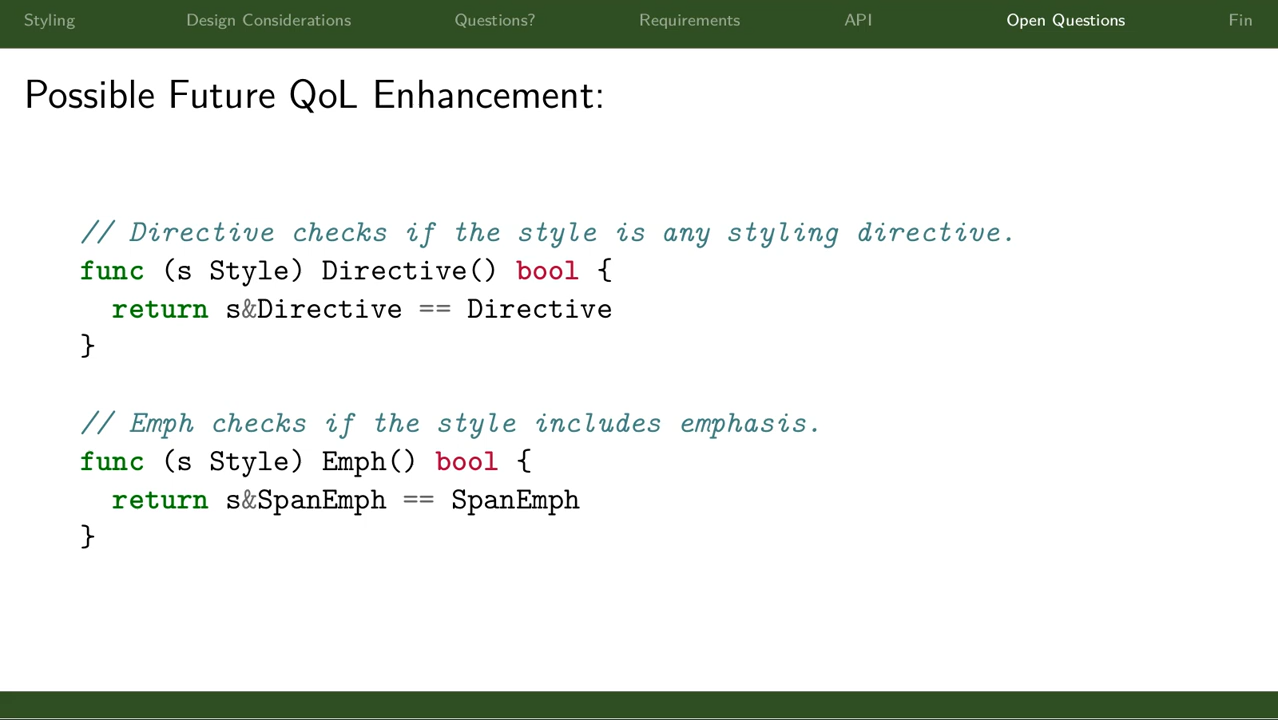 Styling Design Considerations Questions? Requirements API Open Questions Fin
Possible Future QoL Enhancement:
// Directive checks if the style is any styling directive.
func (s Style) Directive() bool {
  return s&Directive == Directive
}
// Emph checks if the style includes emphasis.
func (s Style) Emph() bool {
  return s&SpanEmph == SpanEmph
}